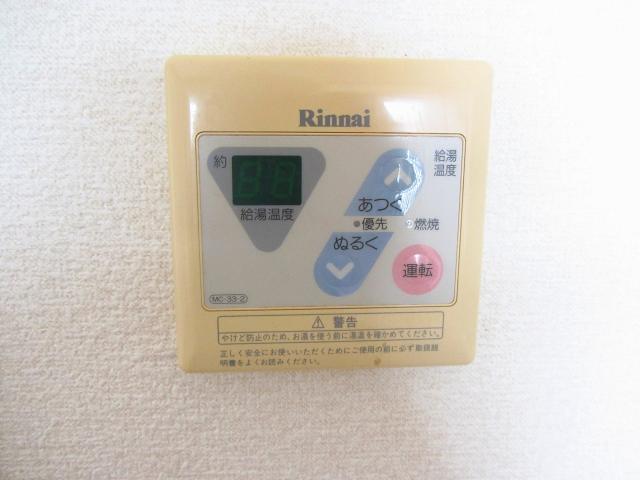 Rinnai
約
給湯温度
給湯
温度
あつく
優先
燃焼
ぬるく
運転
MC-33-2
⚠ 警告
やけど防止のため、お湯を使う前に湯温を確かめてください。
正しく安全にお使いいただくためにご使用の前に必ず取扱説
明書をよくお読みください。